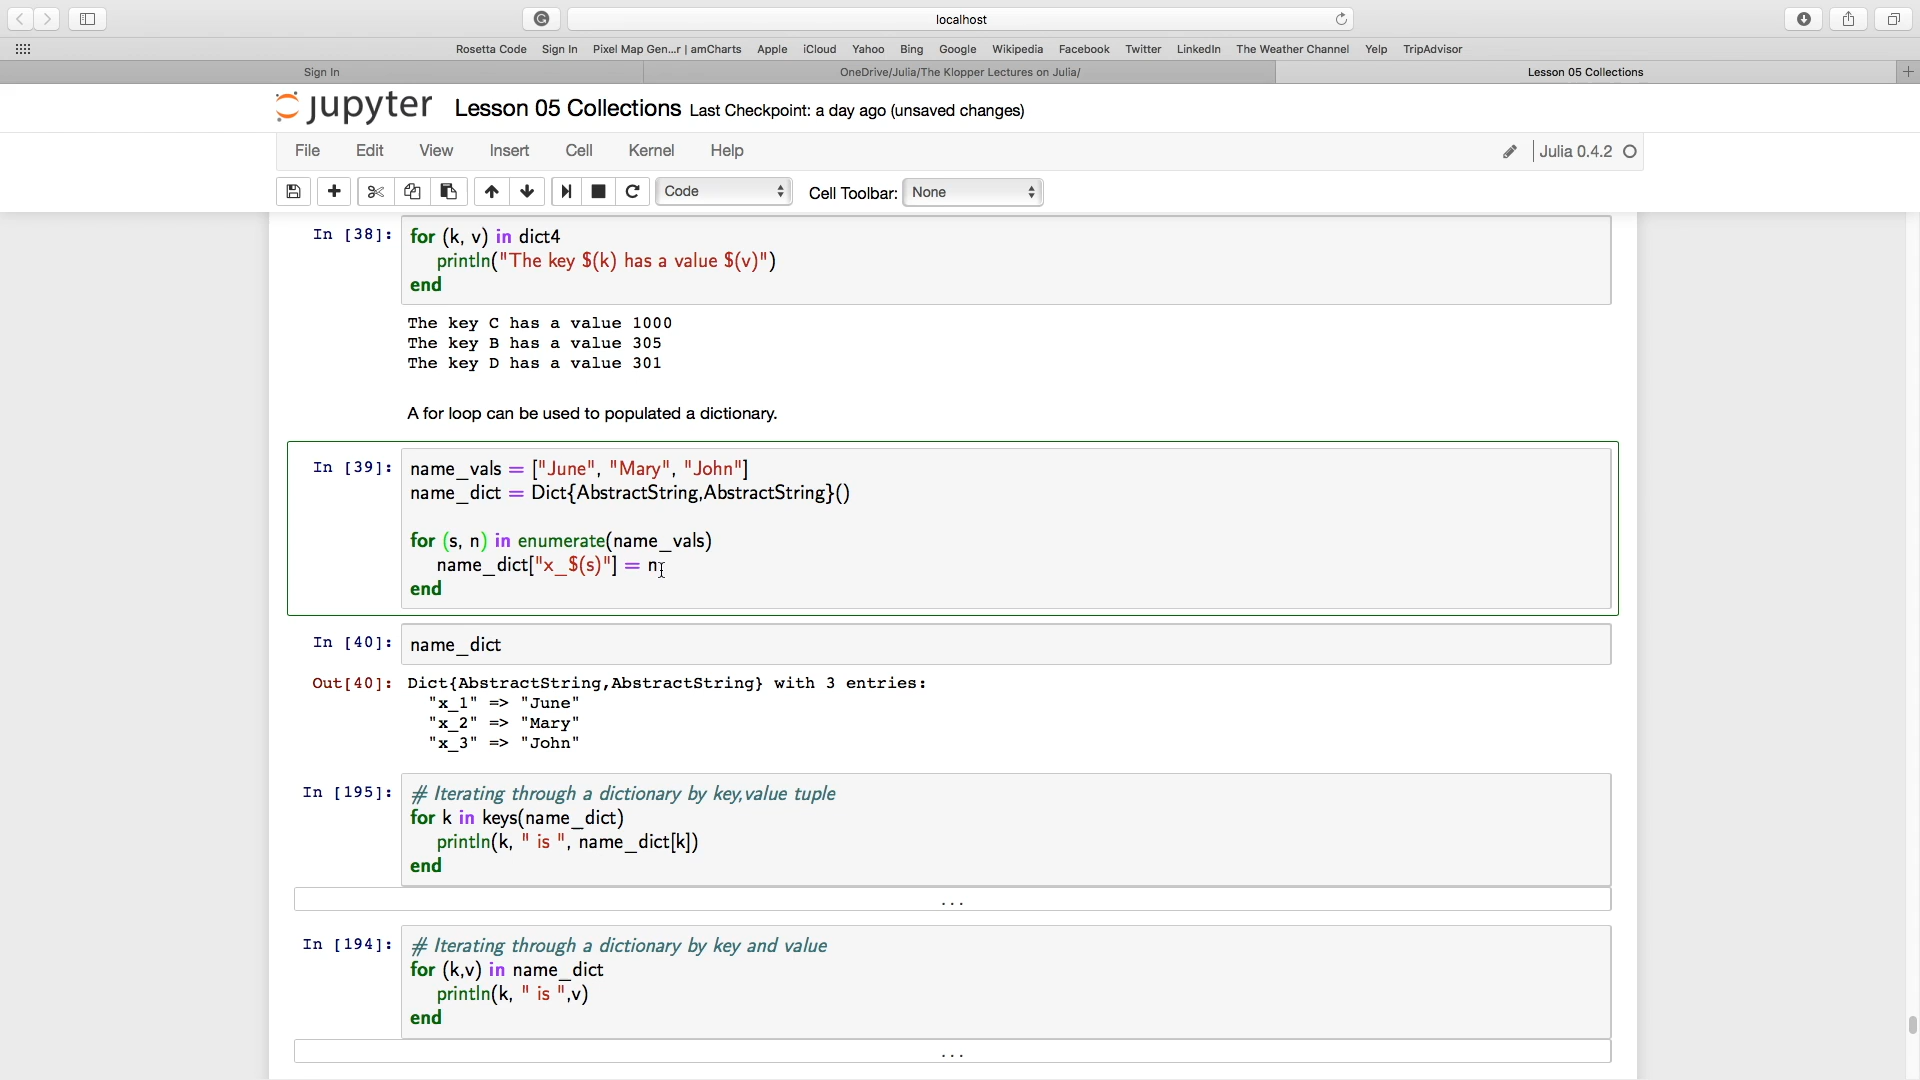 localhost
Rosetta Code Sign In Pixel Map Gen...r | amCharts Apple iCloud Yahoo Bing Google Wikipedia Facebook Twitter LinkedIn The Weather Channel Yelp TripAdvisor
Sign In OneDrive/Julia/The Klopper Lectures on Julia/ Lesson 05 Collections
jupyter Lesson 05 Collections Last Checkpoint: a day ago (unsaved changes)
File Edit View Insert Cell Kernel Help Julia 0.4.2
Code Cell Toolbar: None
In [38]: for (k, v) in dict4
println("The key $(k) has a value $(v)")
end
The key C has a value 1000
The key B has a value 305
The key D has a value 301
A for loop can be used to populated a dictionary.
In [39]: name_vals = ["June", "Mary", "John"]
name_dict = Dict{AbstractString,AbstractString}()
for (s, n) in enumerate(name_vals)
name_dict["x_$(s)"] = n
end
In [40]: name_dict
Out[40]: Dict{AbstractString,AbstractString} with 3 entries:
"x_1" => "June"
"x_2" => "Mary"
"x_3" => "John"
In [195]: # Iterating through a dictionary by key,value tuple
for k in keys(name_dict)
println(k, " is ", name_dict[k])
end
...
In [194]: # Iterating through a dictionary by key and value
for (k,v) in name_dict
println(k, " is ",v)
end
...